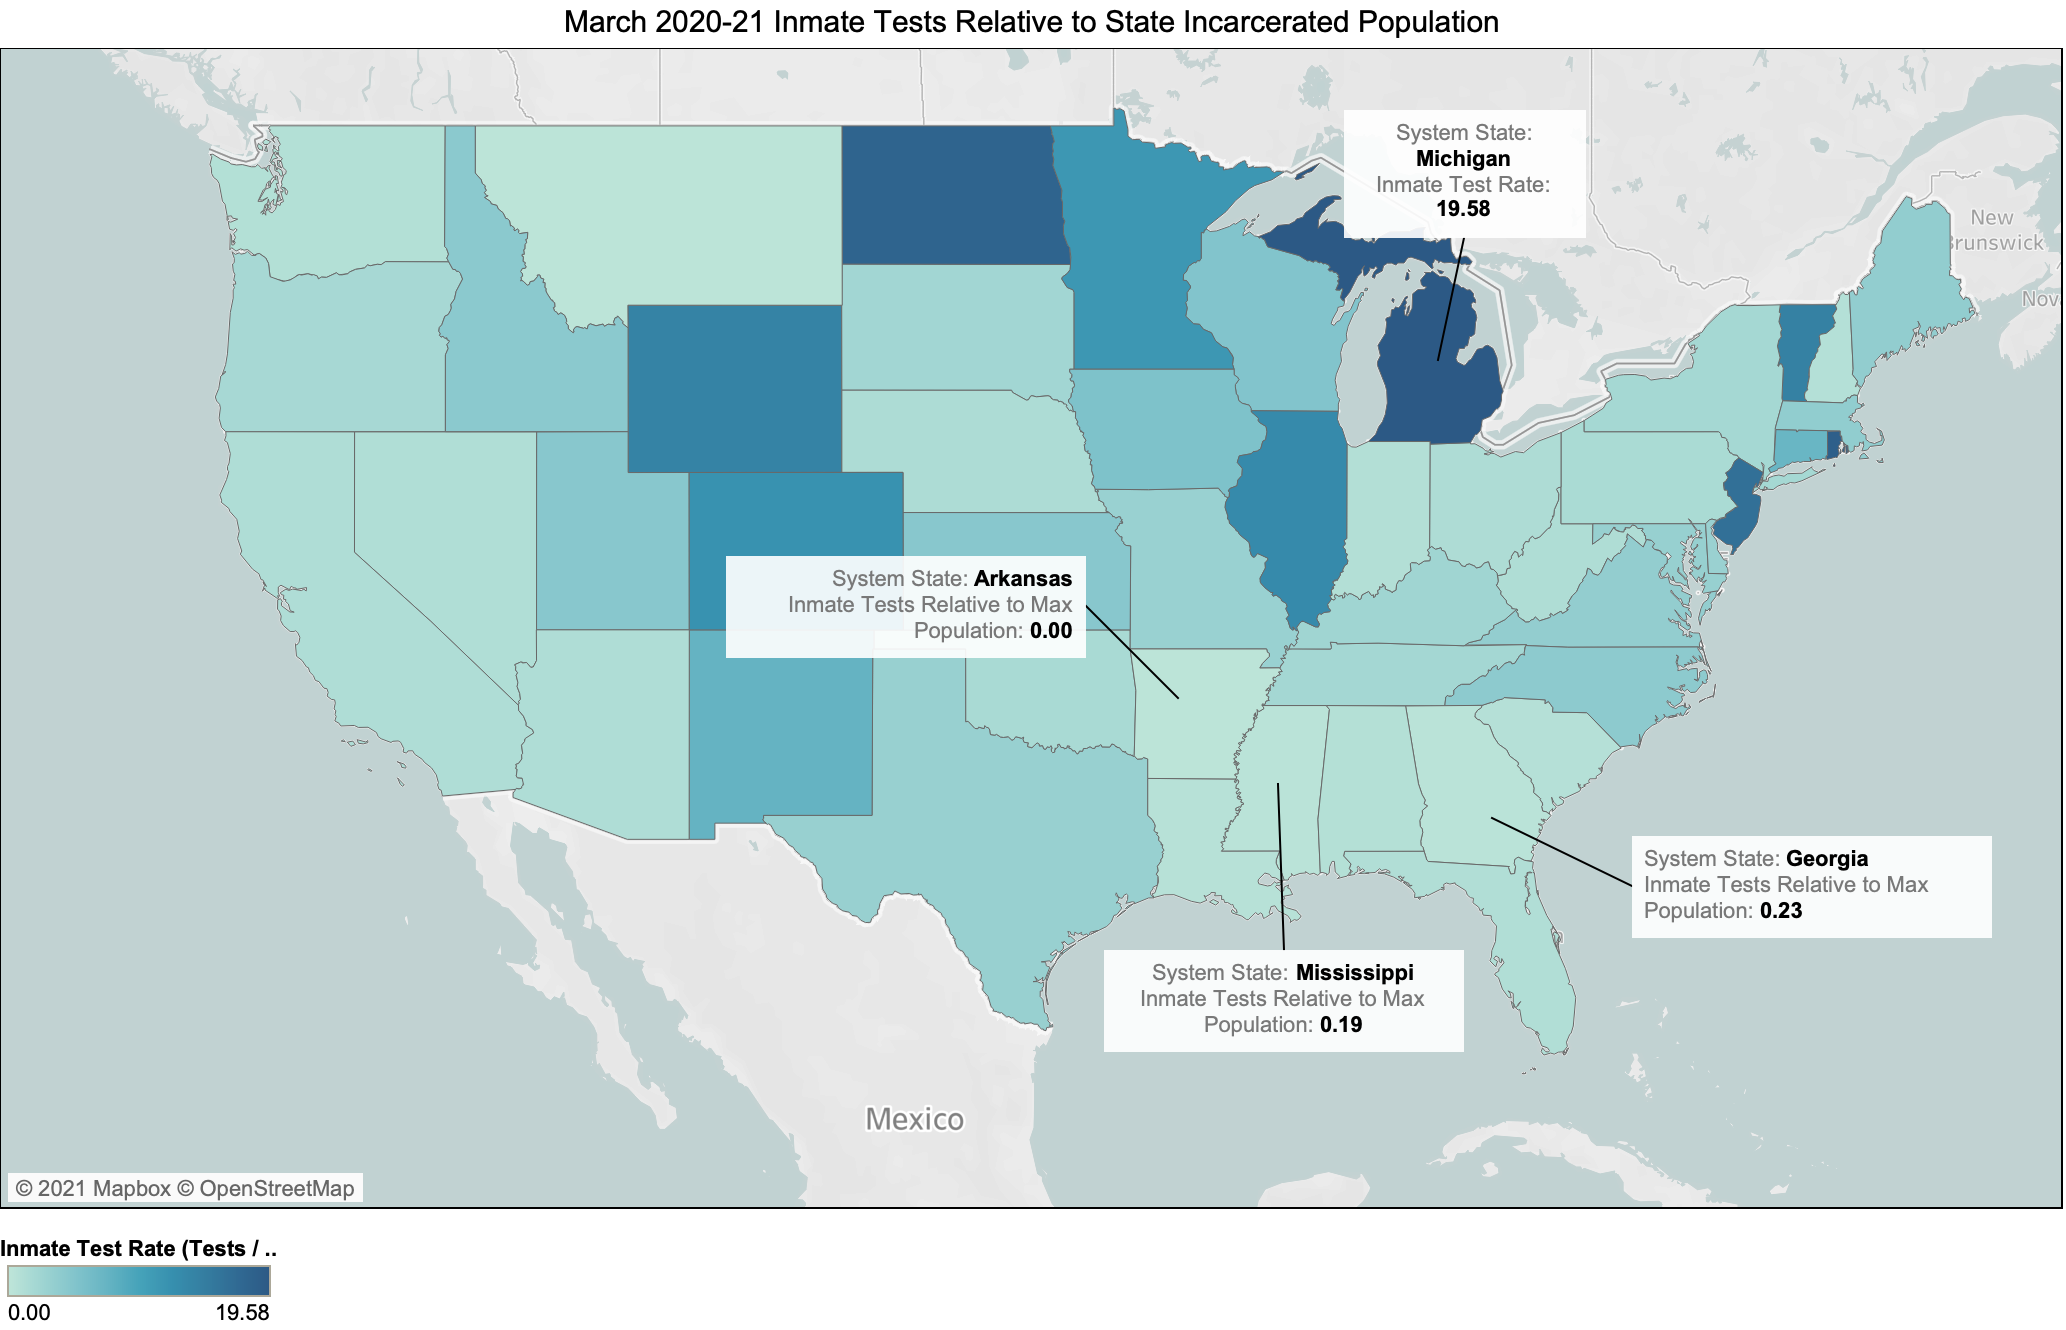 March 2020-21 Inmate Tests Relative to State Incarcerated Population
System State:
Michigan
Inmate Test Rate:
19.58
New
Brunswick
Nov
System State: Arkansas
Inmate Tests Relative to Max
Population: 0.00
System State: Georgia
Inmate Tests Relative to Max
Population: 0.23
System State: Mississippi
Inmate Tests Relative to Max
Population: 0.19
Mexico
© 2021 Mapbox © OpenStreetMap
Inmate Test Rate (Tests / ..
0.00 19.58